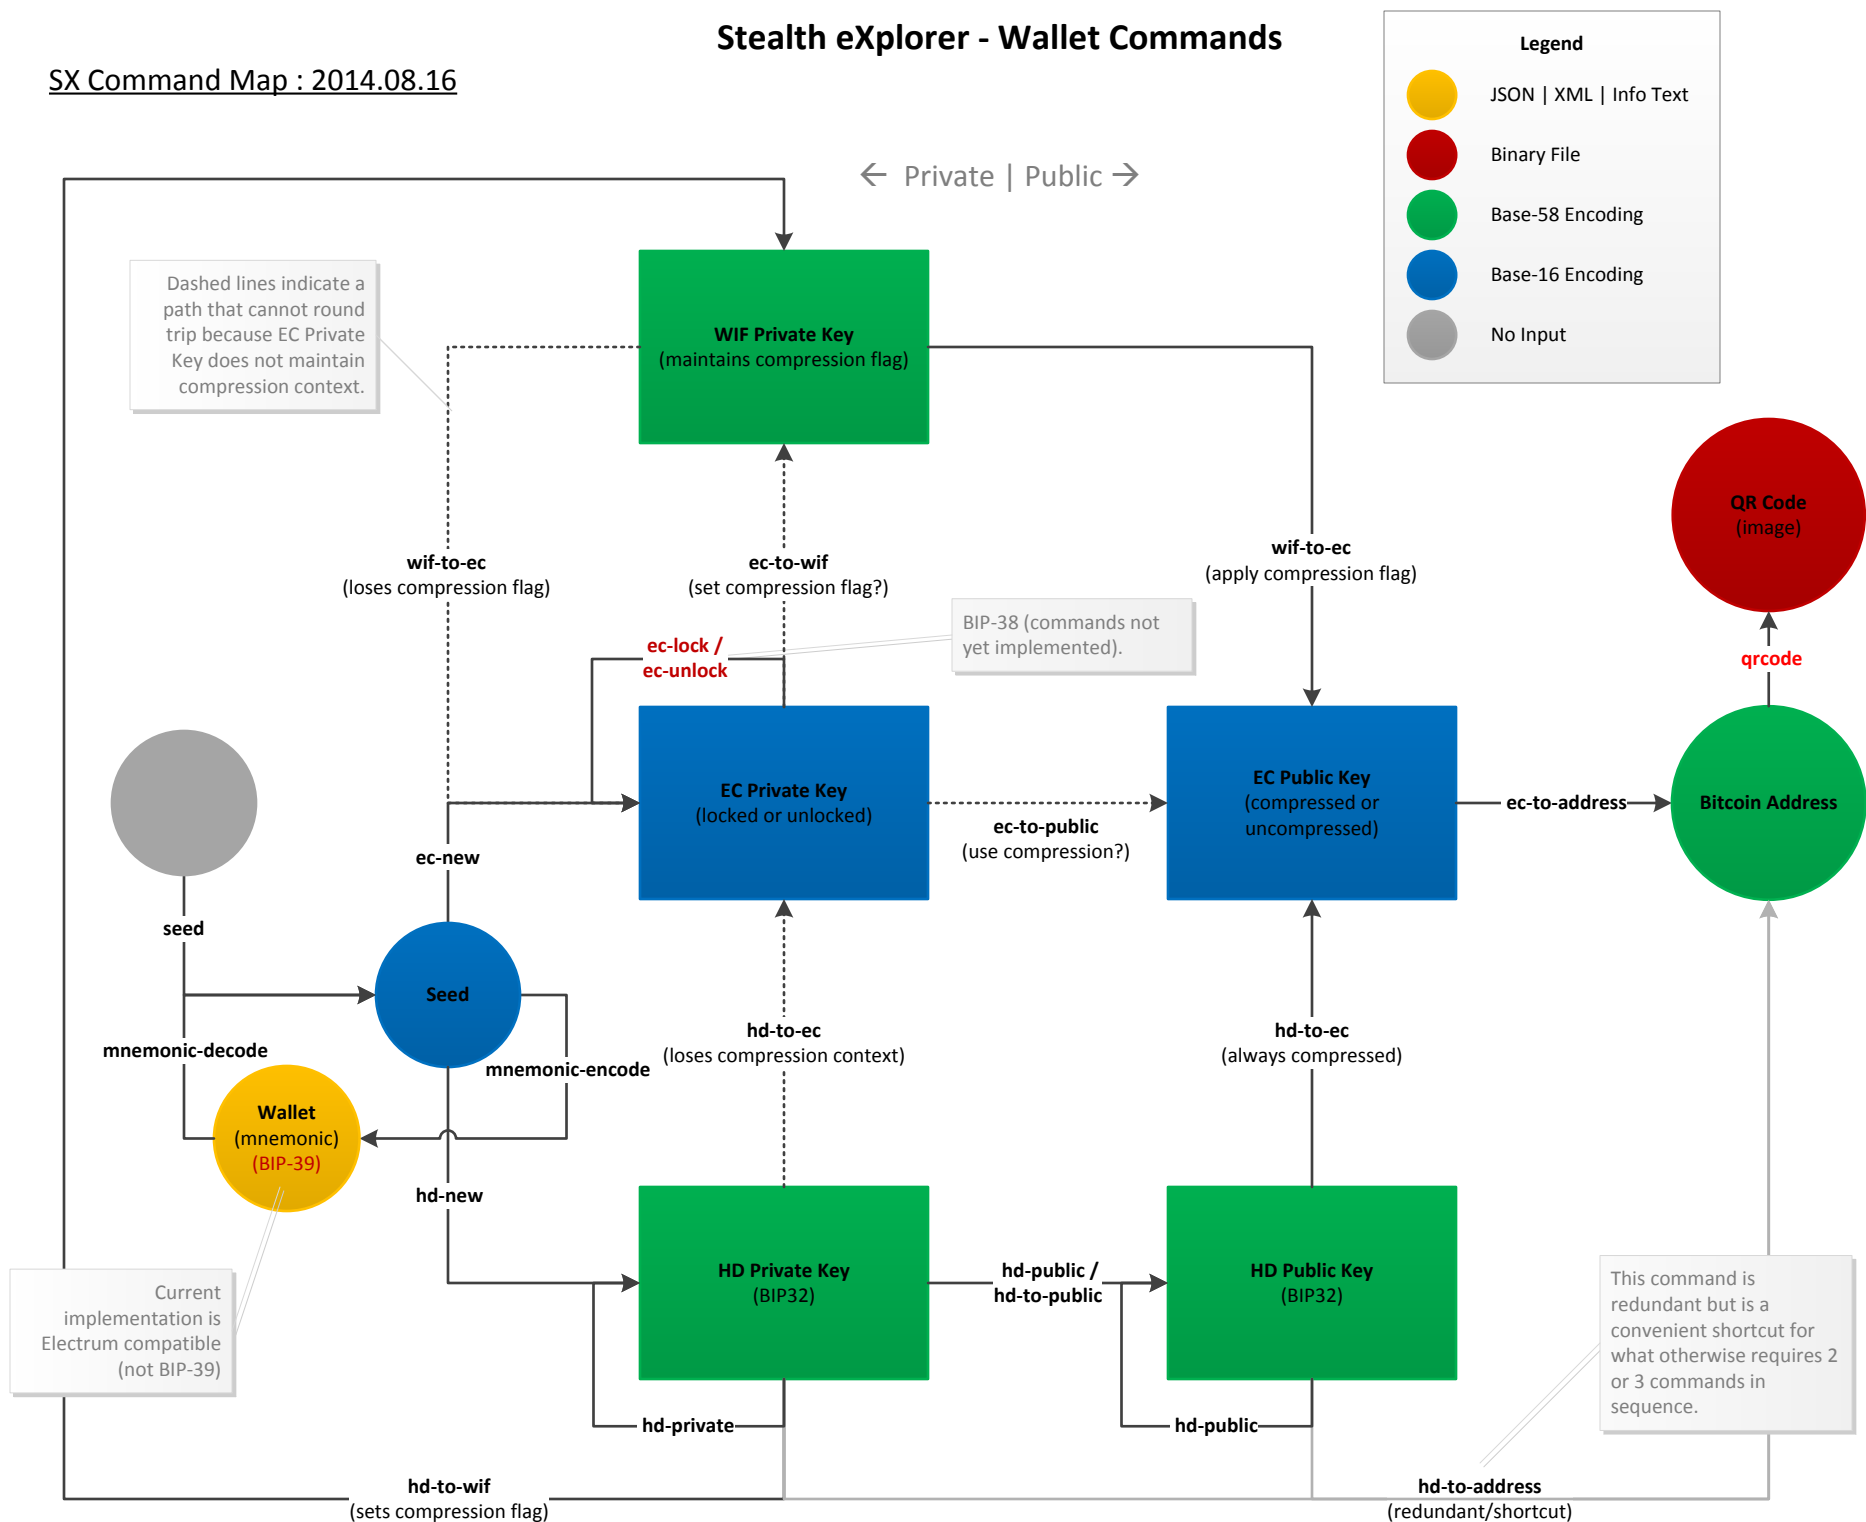 Stealth eXplorer - Wallet Commands
SX Command Map : 2014.08.16
Legend
JSON | XML | Info Text
Binary File
Base-58 Encoding
Base-16 Encoding
No Input
← Private | Public →
Dashed lines indicate a
path that cannot round
trip because EC Private
Key does not maintain
compression context.
WIF Private Key
(maintains compression flag)
QR Code
(image)
wif-to-ec
(loses compression flag)
ec-to-wif
(set compression flag?)
wif-to-ec
(apply compression flag)
BIP-38 (commands not
yet implemented).
ec-lock /
ec-unlock
qrcode
EC Private Key
(locked or unlocked)
EC Public Key
(compressed or
uncompressed)
ec-to-address
Bitcoin Address
ec-to-public
(use compression?)
ec-new
seed
Seed
mnemonic-decode
mnemonic-encode
hd-to-ec
(loses compression context)
hd-to-ec
(always compressed)
Wallet
(mnemonic)
(BIP-39)
hd-new
HD Private Key
(BIP32)
hd-public /
hd-to-public
HD Public Key
(BIP32)
Current
implementation is
Electrum compatible
(not BIP-39)
This command is
redundant but is a
convenient shortcut for
what otherwise requires 2
or 3 commands in
sequence.
hd-private
hd-public
hd-to-wif
(sets compression flag)
hd-to-address
(redundant/shortcut)